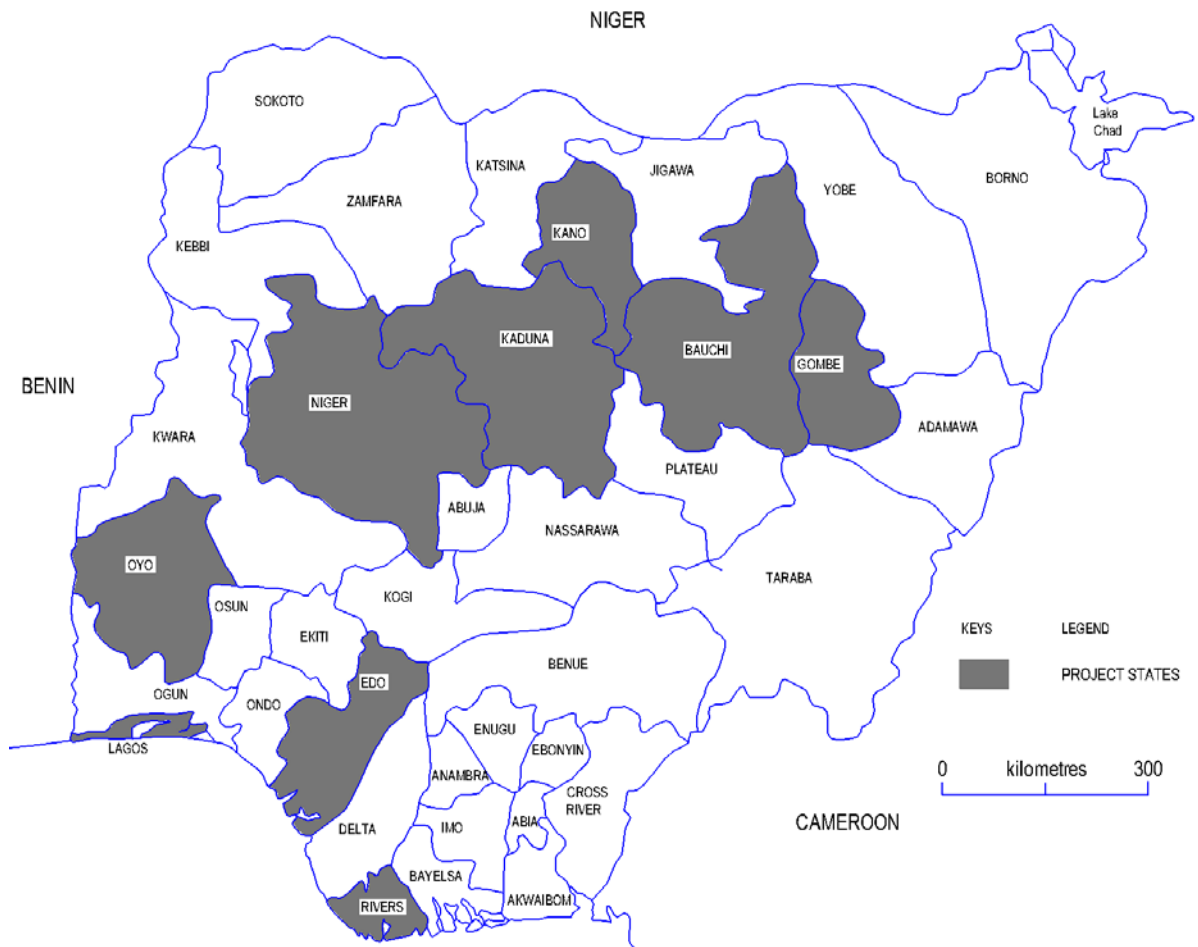 NIGER
SOKOTO
Lake
Chad
KATSINA
JIGAWA
BORNO
YOBE
ZAMFARA
KANO
KEBBI
KADUNA
BAUCHI
GOMBE
BENIN
NIGER
KWARA
ADAMAWA
PLATEAU
ABUJA
NASSARAWA
OYO
TARABA
KOGI
OSUN
KEYS
LEGEND
EKITI
BENUE
EDO
PROJECT STATES
OGUN
ONDO
ENUGU
LAGOS
EBONYIN
ANAMBRA
0
kilometres
300
CROSS
RIVER
ABIA
CAMEROON
DELTA
IMO
BAYELSA
AKWAIBOM
RIVERS